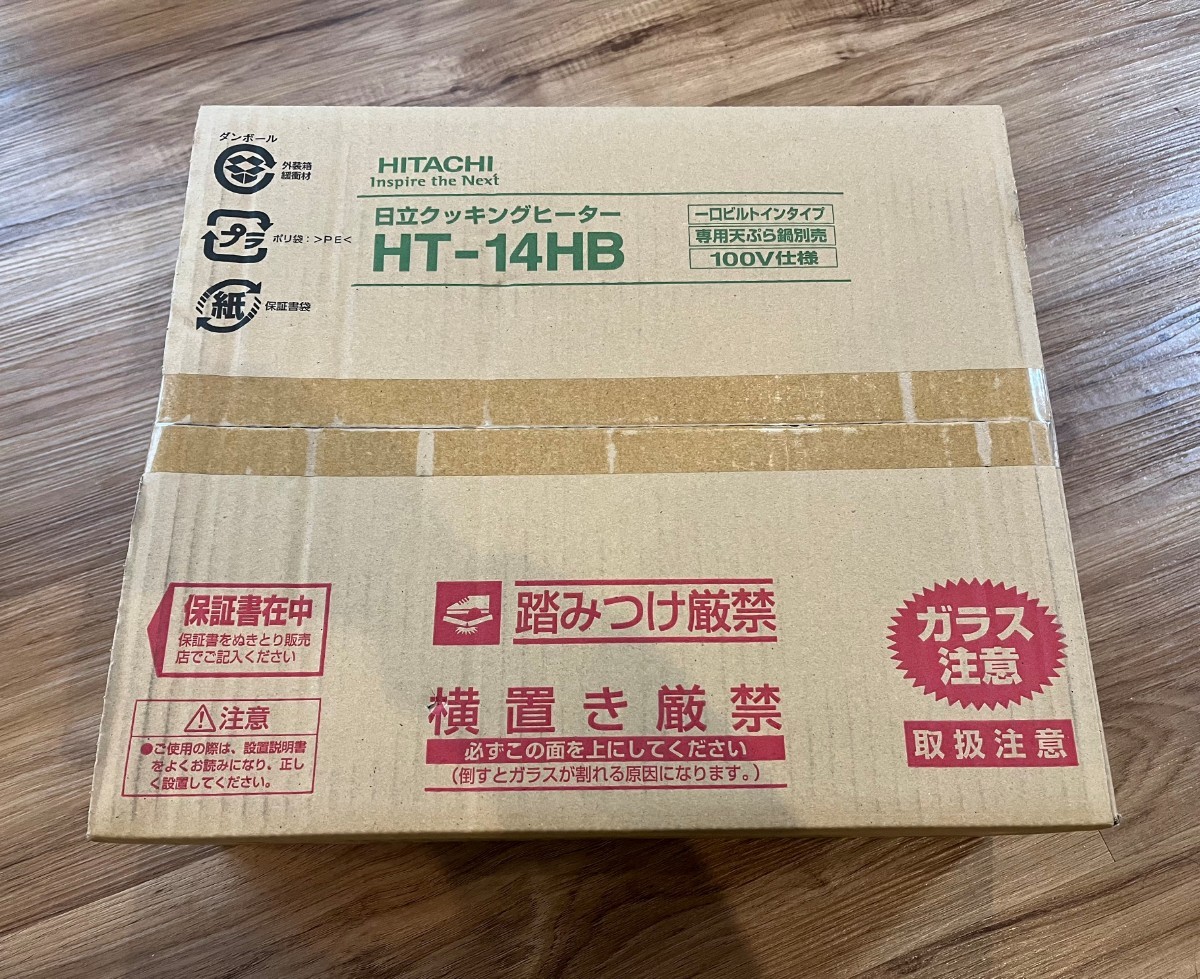 ダンボール
外装箱
緩衝材
プラ
ポリ袋:>PE<
紙
保証書袋
HITACHI
Inspire the Next
日立クッキングヒーター
HT-14HB
一口ビルトインタイプ
専用天ぷら鍋別売
100V仕様
保証書在中
保証書をぬきとり販売
店でご記入ください
注意
●ご使用の際は、設置説明書
をよくお読みになり、正し
く設置してください。
踏みつけ厳禁
横置き厳禁
必ずこの面を上にしてください
(倒すとガラスが割れる原因になります。)
ガラス
注意
取扱注意